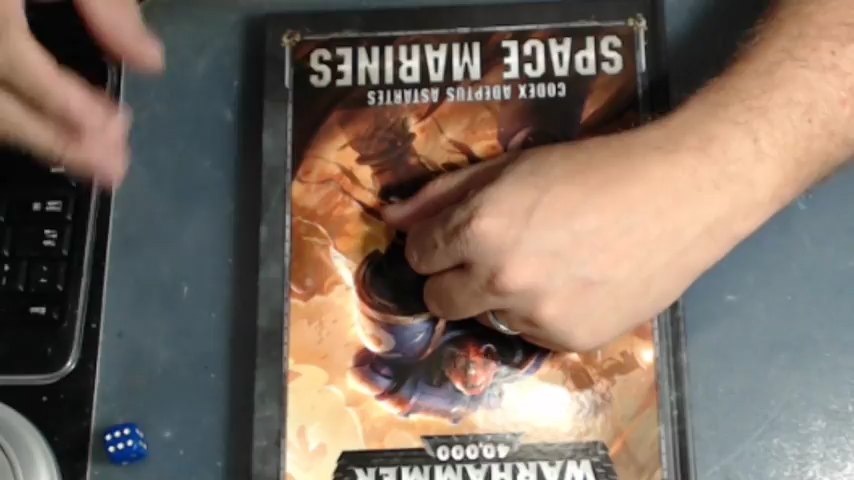 WARHAMMER
40,000
CODEX ADEPTUS ASTARTES
SPACE MARINES